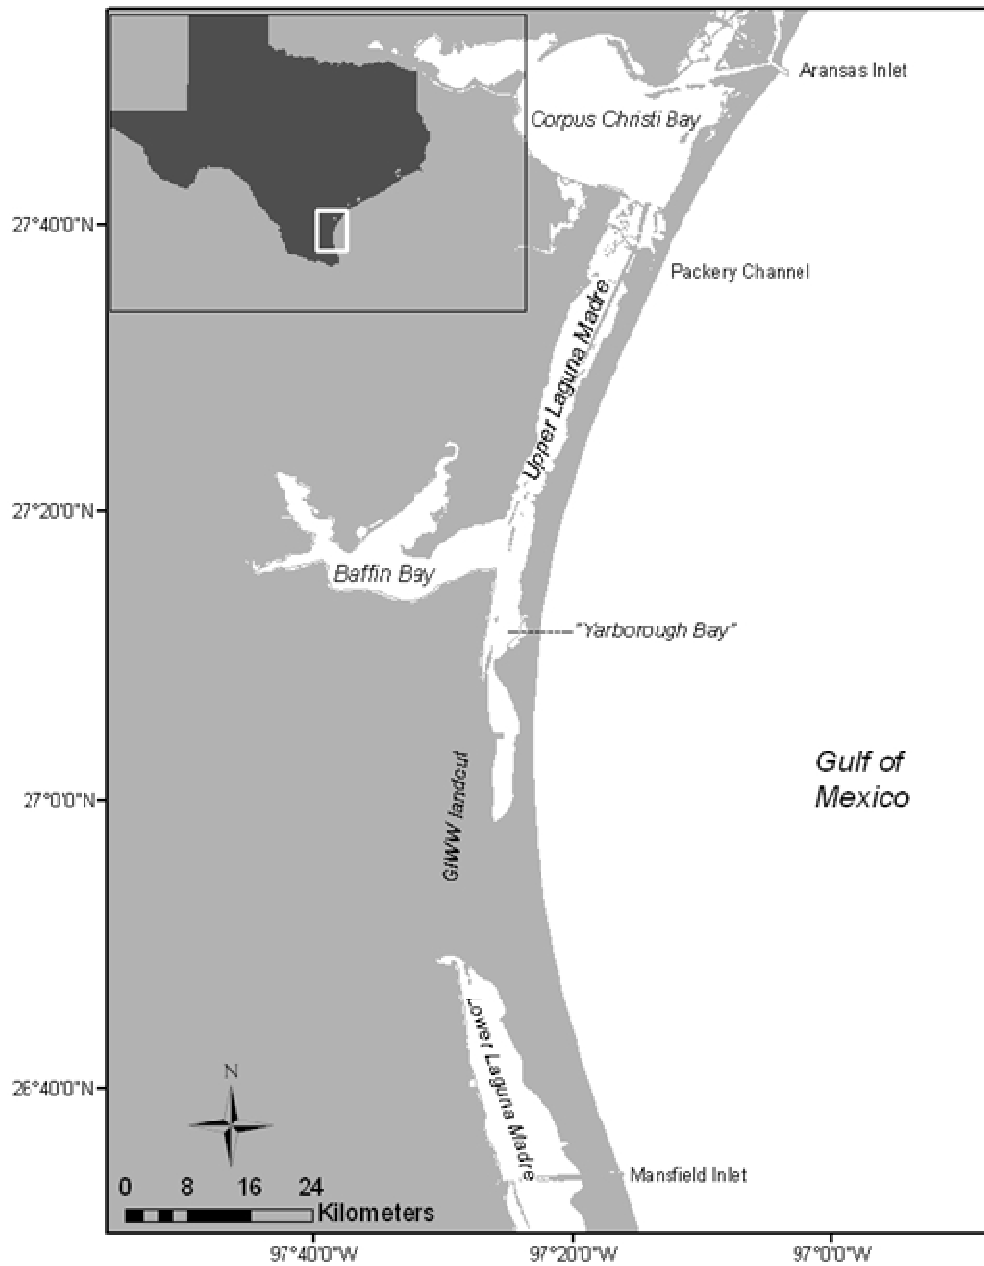 Aransas Inlet
Corpus Christi Bay
27°40'0"N
Packery Channel
Upper Laguna Madre
27°20'0"N
Baffin Bay
"Yarborough Bay"
Gulf of
Mexico
27°0'0"N
GIWW landcut
Lower Laguna Madre
26°40'0"N
N
Mansfield Inlet
0 8 16 24
Kilometers
97°40'0"W 97°20'0"W 97°0'0"W